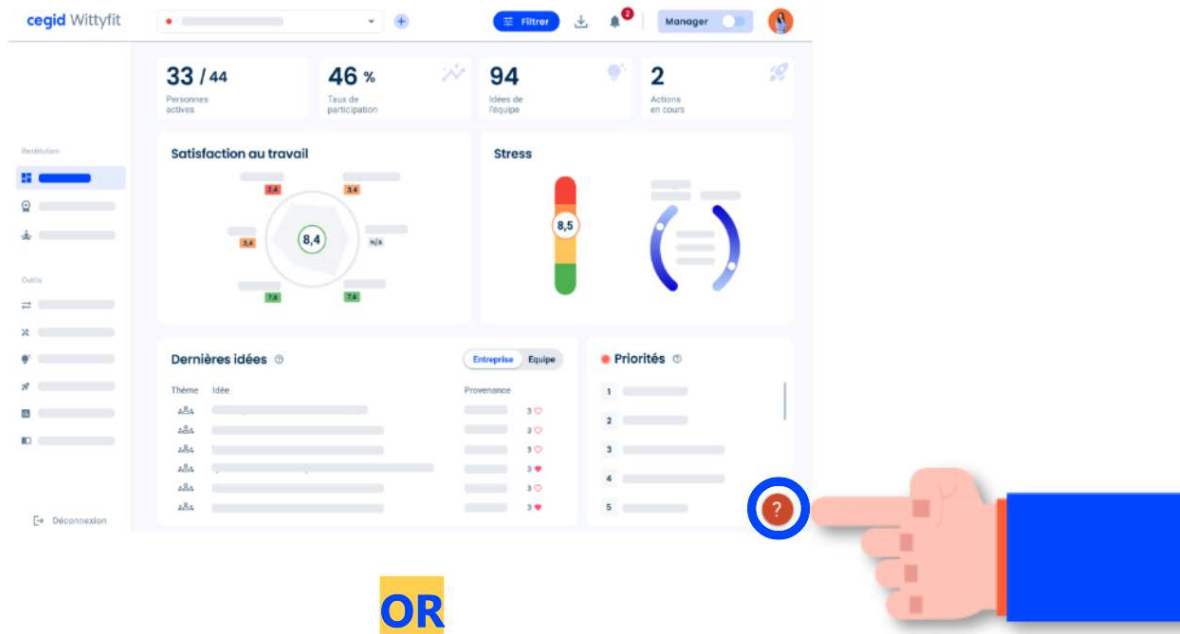 cegid Wittyfit
Filtrer
2
Manager
33 / 44
Personnes
actives
46 %
Taux de
participation
94
Idées de
l'équipe
2
Actions
en cours
Restitution
Outils
Déconnexion
Satisfaction au travail
2,4
3,4
3,4
8,4
N/A
7,6
7,6
Stress
8,5
Dernières idées
Entreprise Equipe
Thème Idée Provenance
3
3
3
3
3
3
Priorités
1
2
3
4
5
?
OR